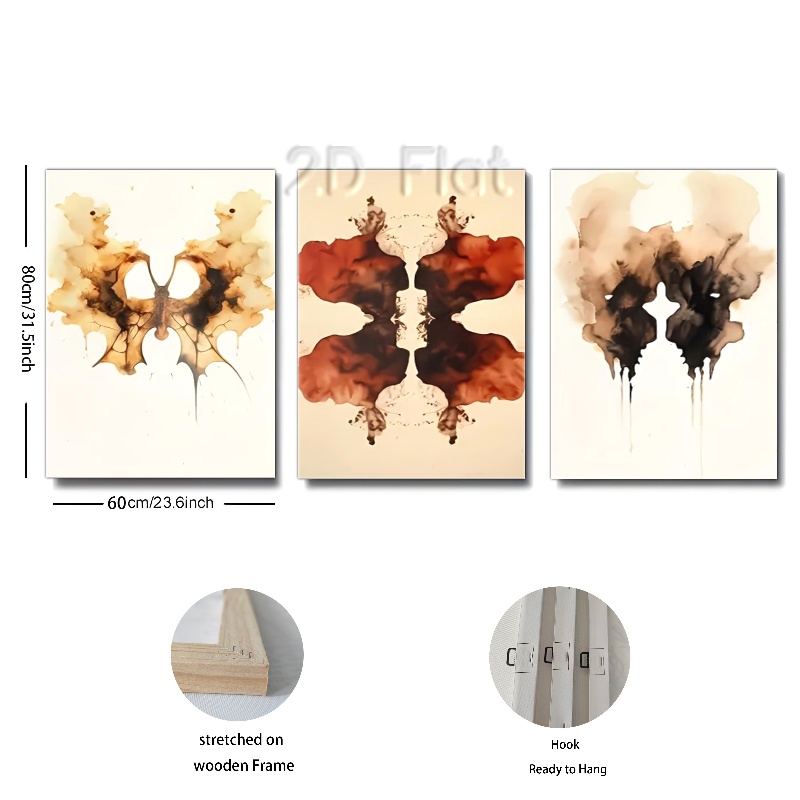 2D Flat
80cm/31.5inch
60cm/23.6inch
stretched on
wooden Frame
Hook
Ready to Hang